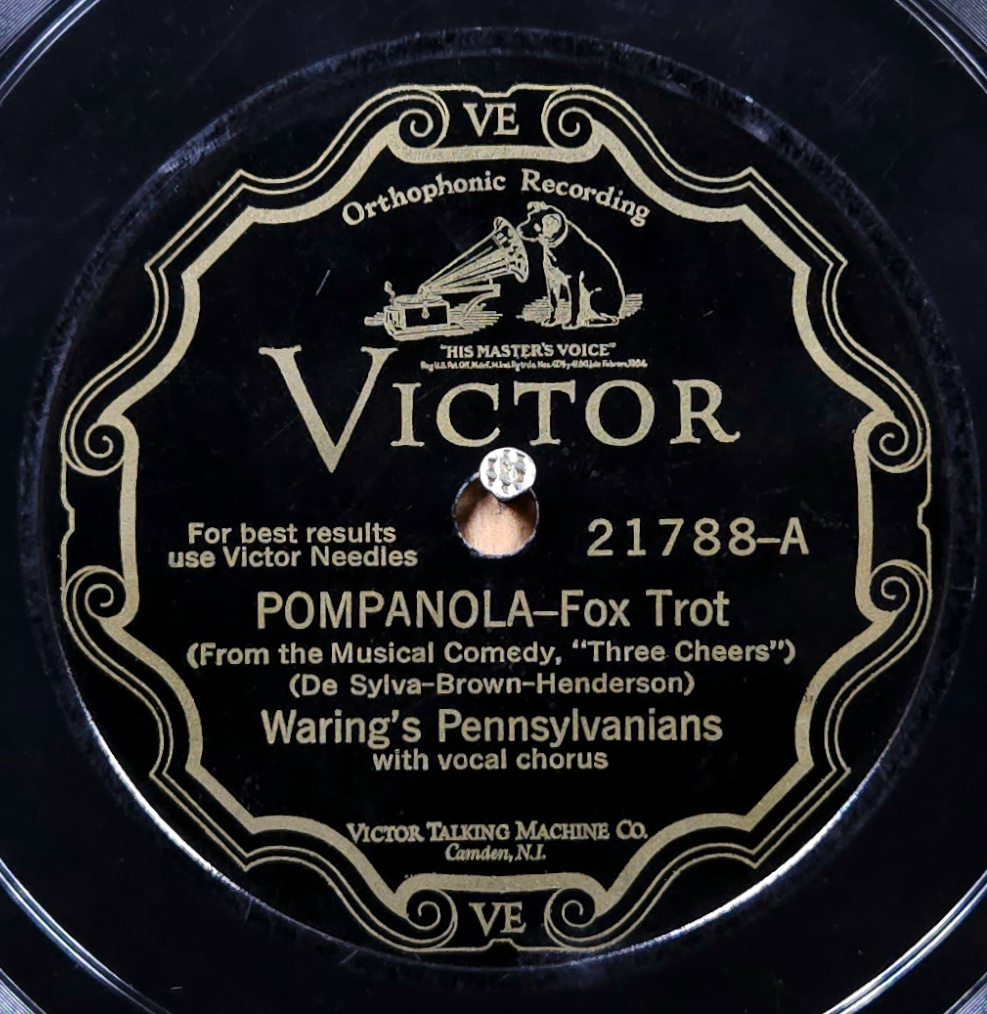 VE
Orthophonic Recording
"HIS MASTER'S VOICE"
VICTOR
For best results
use Victor Needles
21788-A
POMPANOLA-Fox Trot
(From the Musical Comedy, "Three Cheers")
(De Sylva-Brown-Henderson)
Waring's Pennsylvanians
with vocal chorus
VICTOR TALKING MACHINE CO.
Camden, N.J.
VE